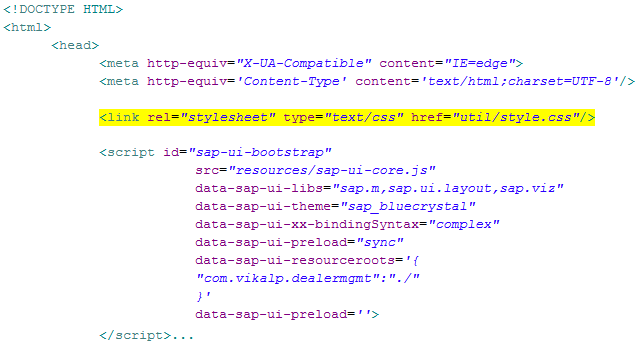 <!DOCTYPE HTML>
<html>
<head>
<meta http-equiv="X-UA-Compatible" content="IE=edge">
<meta http-equiv='Content-Type' content='text/html;charset=UTF-8'/>
<link rel="stylesheet" type="text/css" href="util/style.css"/>
<script id="sap-ui-bootstrap"
src="resources/sap-ui-core.js"
data-sap-ui-libs="sap.m,sap.ui.layout,sap.viz"
data-sap-ui-theme="sap_bluecrystal"
data-sap-ui-xx-bindingSyntax="complex"
data-sap-ui-preload="sync"
data-sap-ui-resourceroots='{
"com.vikalp.dealermgmt":"./"
}'
data-sap-ui-preload=''>
</script>...